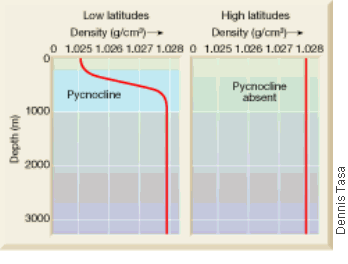 Low latitudes
Density (g/cm³)→
0 1.025 1.026 1.027 1.028
High latitudes
Density (g/cm³)→
0 1.025 1.026 1.027 1.028
Depth (m)
0
1000
2000
3000
Pycnocline
Pycnocline
absent
Dennis Tasa